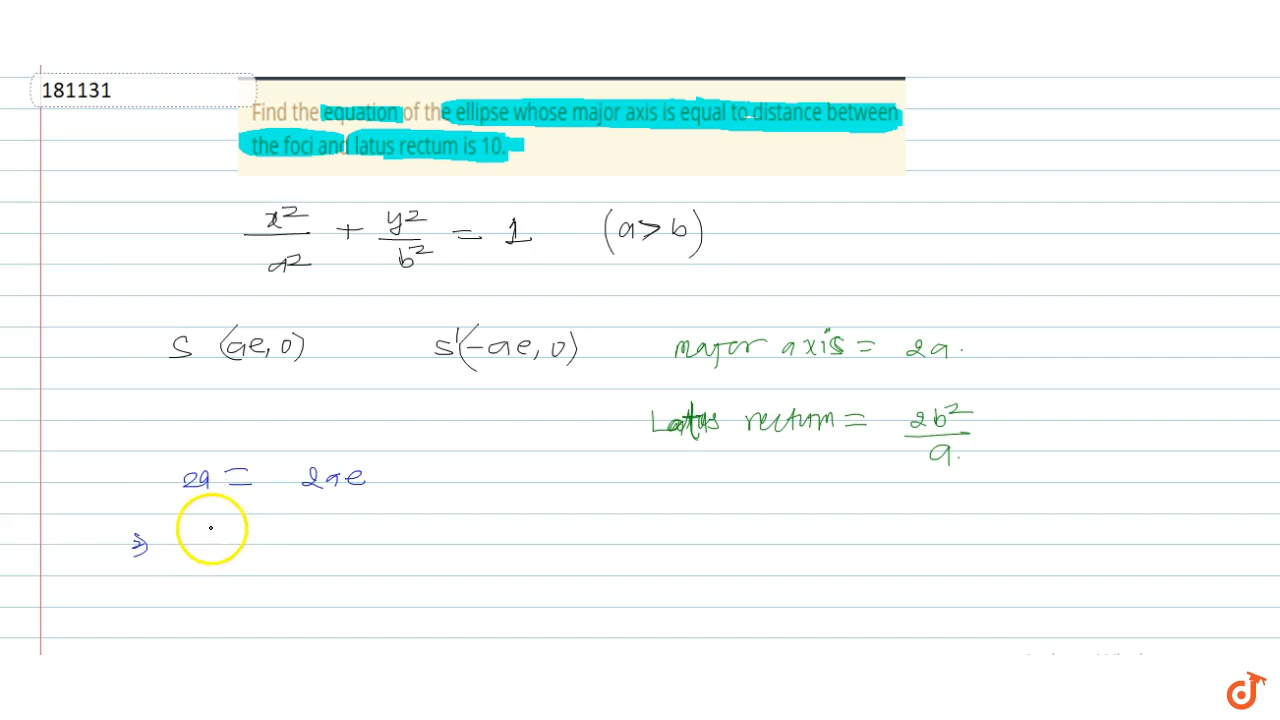 181131
Find the equation of the ellipse whose major axis is equal to distance between
the foci and latus rectum is 10.
x²/a² + y²/b² = 1 (a > b)
S (ae, 0) S'(-ae, 0) major axis = 2a.
Latus rectum = 2b²/a.
2a = 2ae
⇒